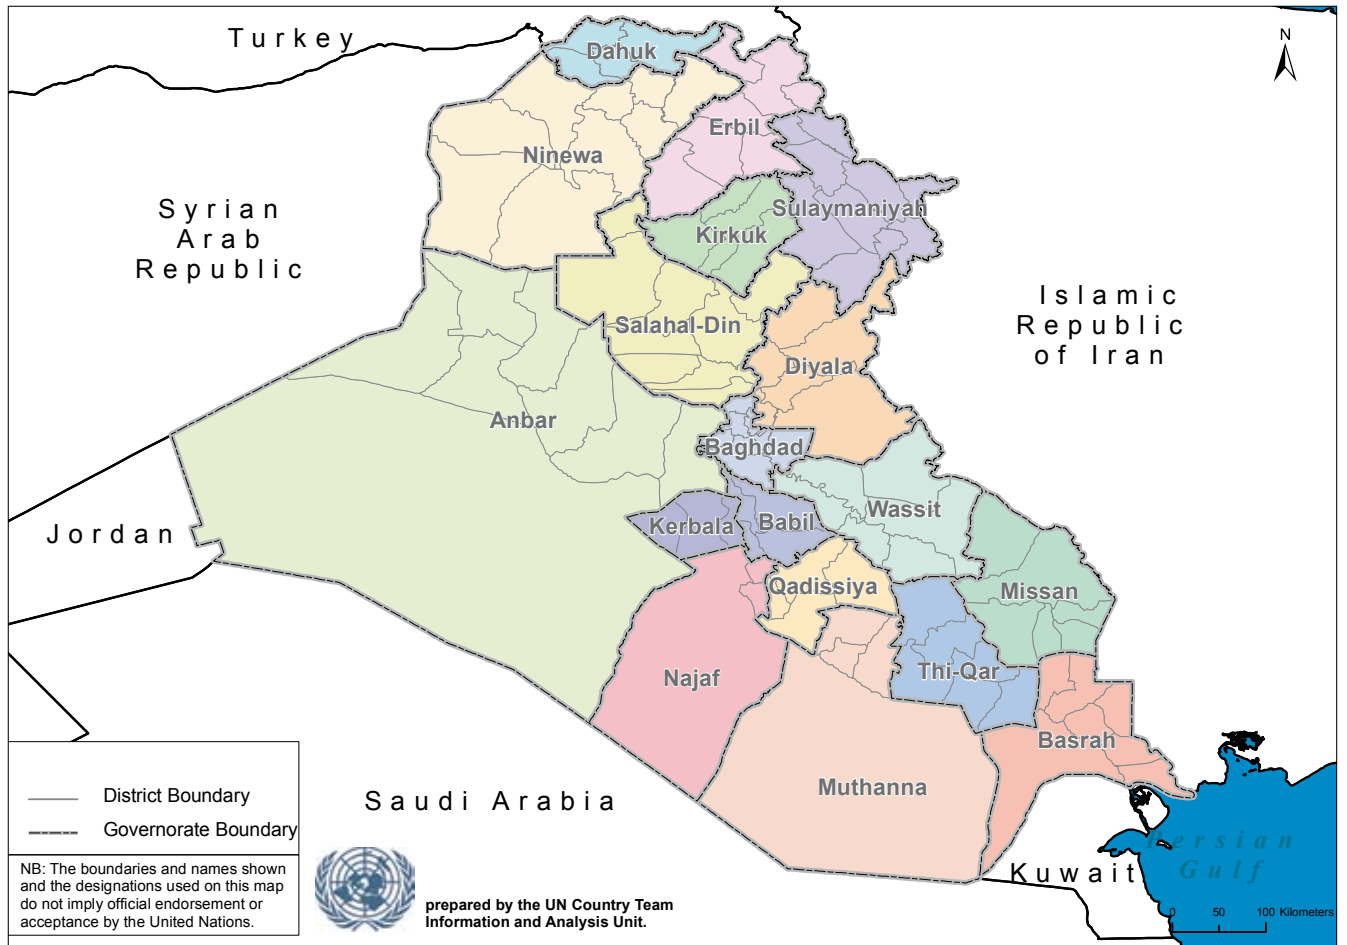 Turkey
N
Dahuk
Erbil
Ninewa
Syrian
Arab
Republic
Sulaymaniyah
Kirkuk
Islamic
Republic
of Iran
Salahal-Din
Diyala
Anbar
Baghdad
Jordan
Kerbala
Babil
Wassit
Qadissiya
Missan
Najaf
Thi-Qar
Basrah
Muthanna
Saudi Arabia
Kuwait
Persian
Gulf
District Boundary
Governorate Boundary
NB: The boundaries and names shown
and the designations used on this map
do not imply official endorsement or
acceptance by the United Nations.
prepared by the UN Country Team
Information and Analysis Unit.
0 50 100 Kilometers